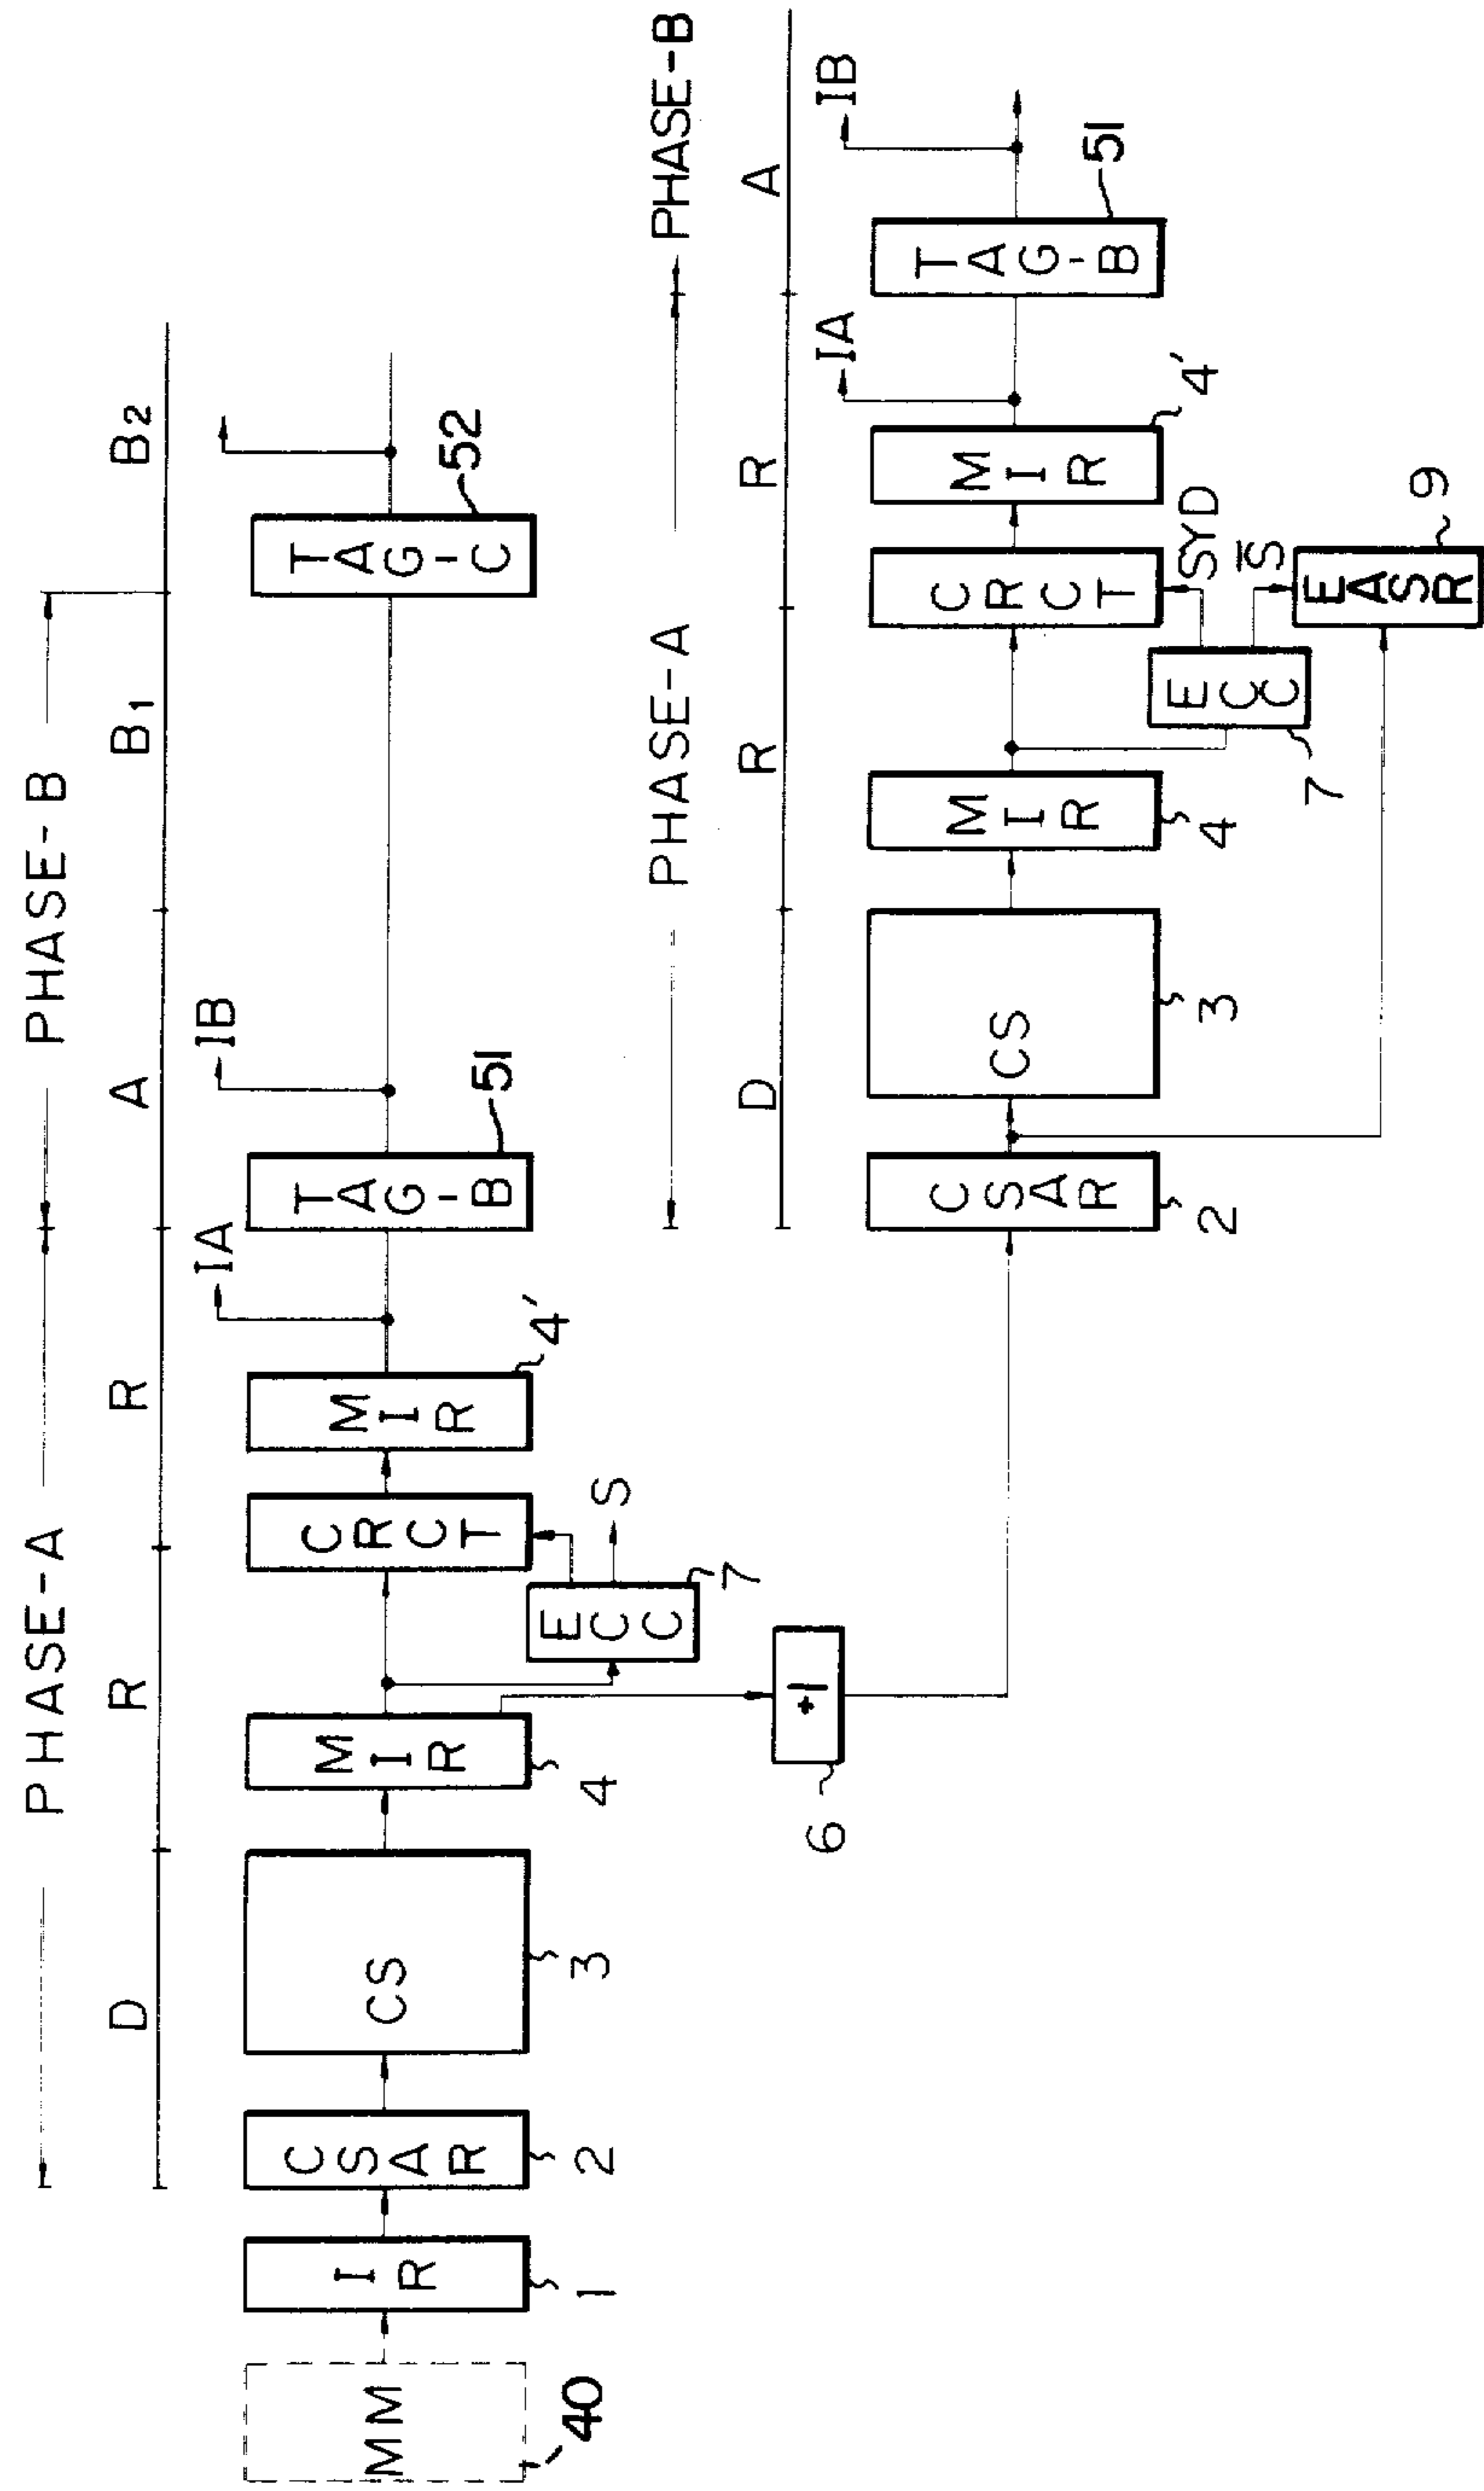 PHASE-A
PHASE-B
D
R
R
A
B1
B2
MM
40
IR
1
CSAR
2
CS
3
MIR
4
CRCT
ECC
7
S
MIR
4'
IA
TAG-B
51
IB
TAG-C
52
+1
6
PHASE-A
PHASE-B
D
R
R
A
CSAR
2
CS
3
MIR
4
CRCT
ECC
7
SYD
S̅
EASR
9
MIR
4'
IA
TAG-B
51
IB